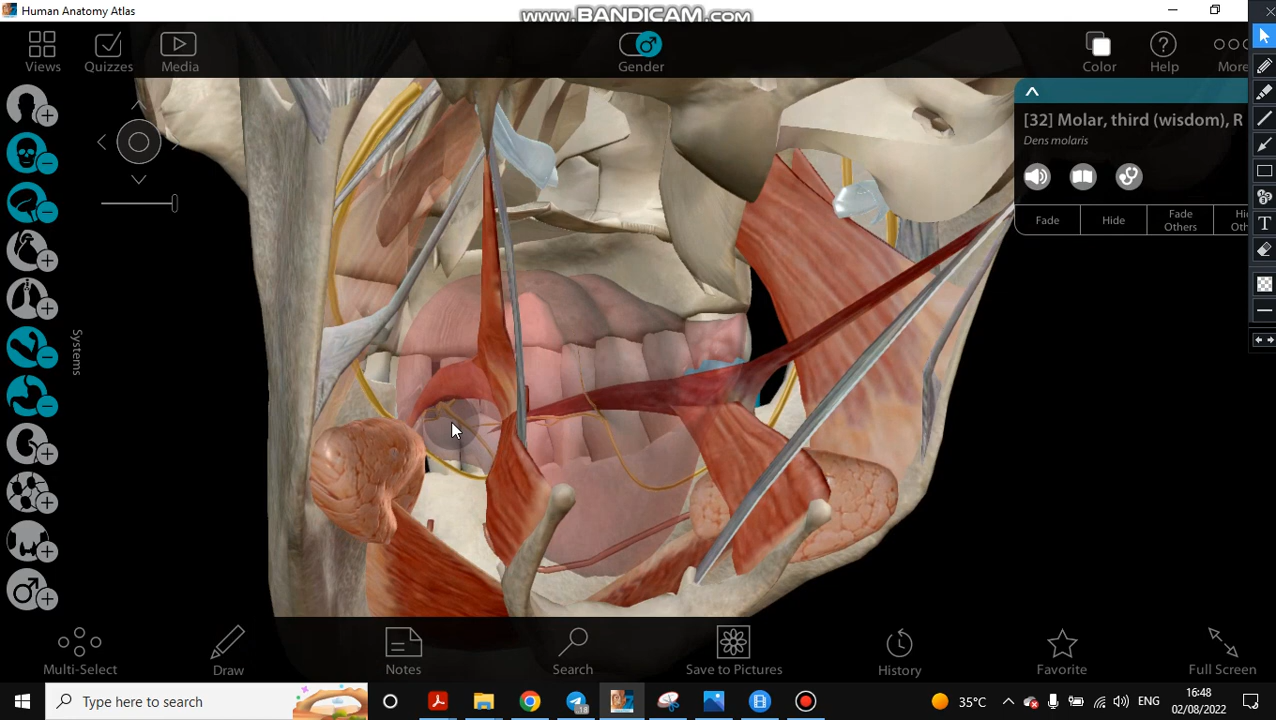 Human Anatomy Atlas
www.BANDICAM.com
Views
Quizzes
Media
Gender
Color
Help
More
[32] Molar, third (wisdom), R
Dens molaris
Fade
Hide
Fade
Others
Systems
Multi-Select
Draw
Notes
Search
Save to Pictures
History
Favorite
Full Screen
Type here to search
18
35°C
ENG
16:48
02/08/2022